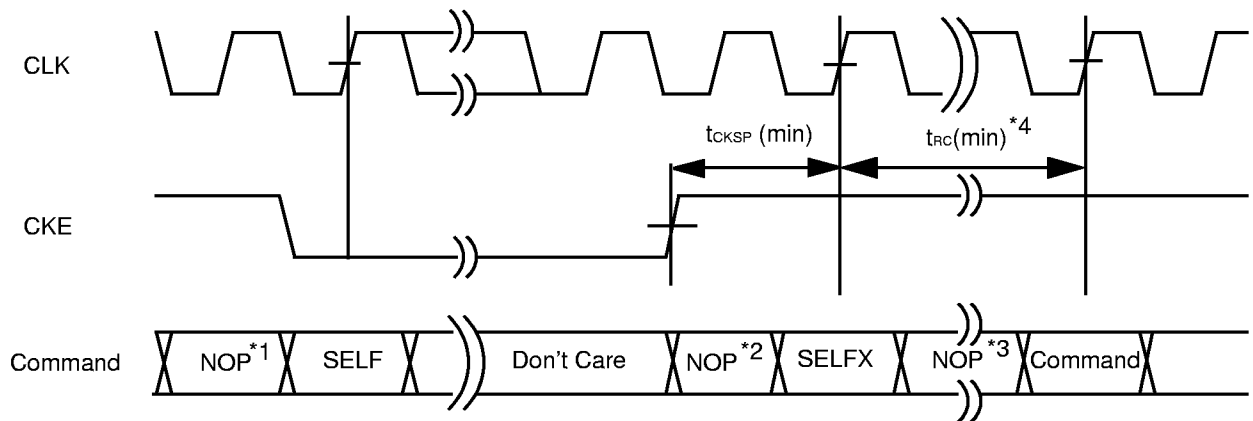 CLK
tCKSP (min)
tRC(min)*4
CKE
Command
NOP*1
SELF
Don't Care
NOP*2
SELFX
NOP*3
Command